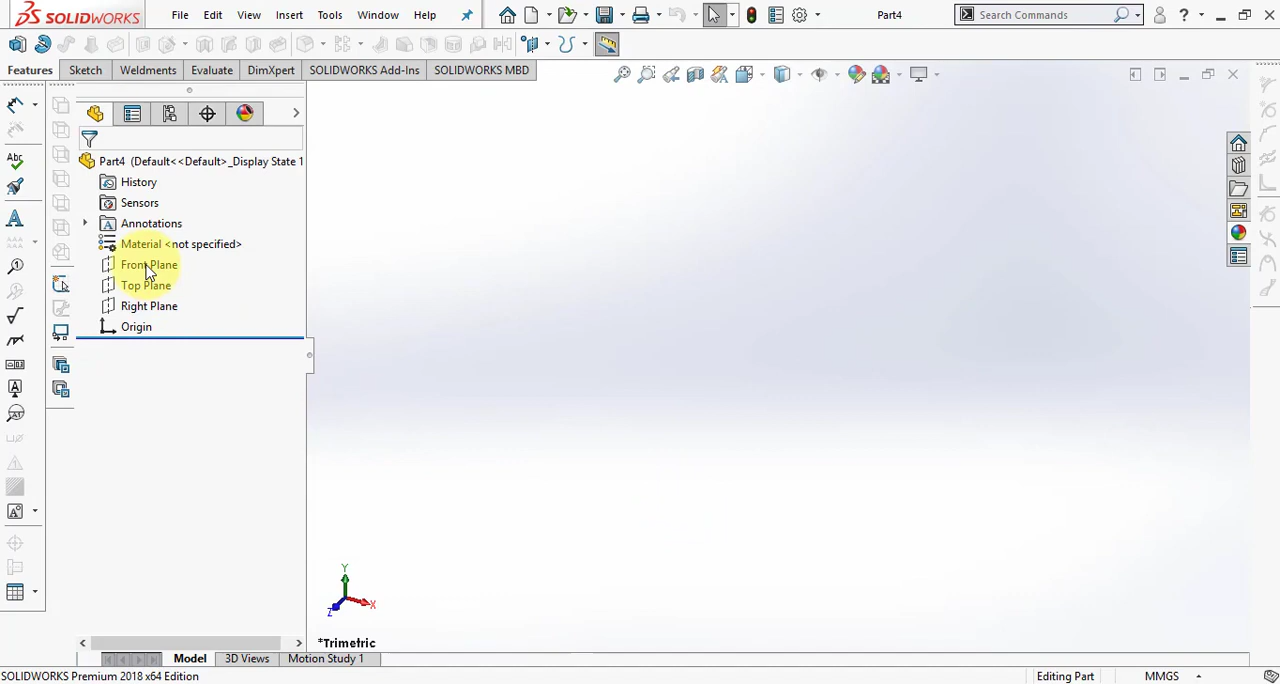 SOLIDWORKS File Edit View Insert Tools Window Help Part4 Search Commands ?
Features Sketch Weldments Evaluate DimXpert SOLIDWORKS Add-Ins SOLIDWORKS MBD
Part4 (Default<<Default>_Display State 1
History
Sensors
Annotations
Material <not specified>
Front Plane
Top Plane
Right Plane
Origin
Abc
Y
X
Z
*Trimetric
Model 3D Views Motion Study 1
SOLIDWORKS Premium 2018 x64 Edition Editing Part MMGS